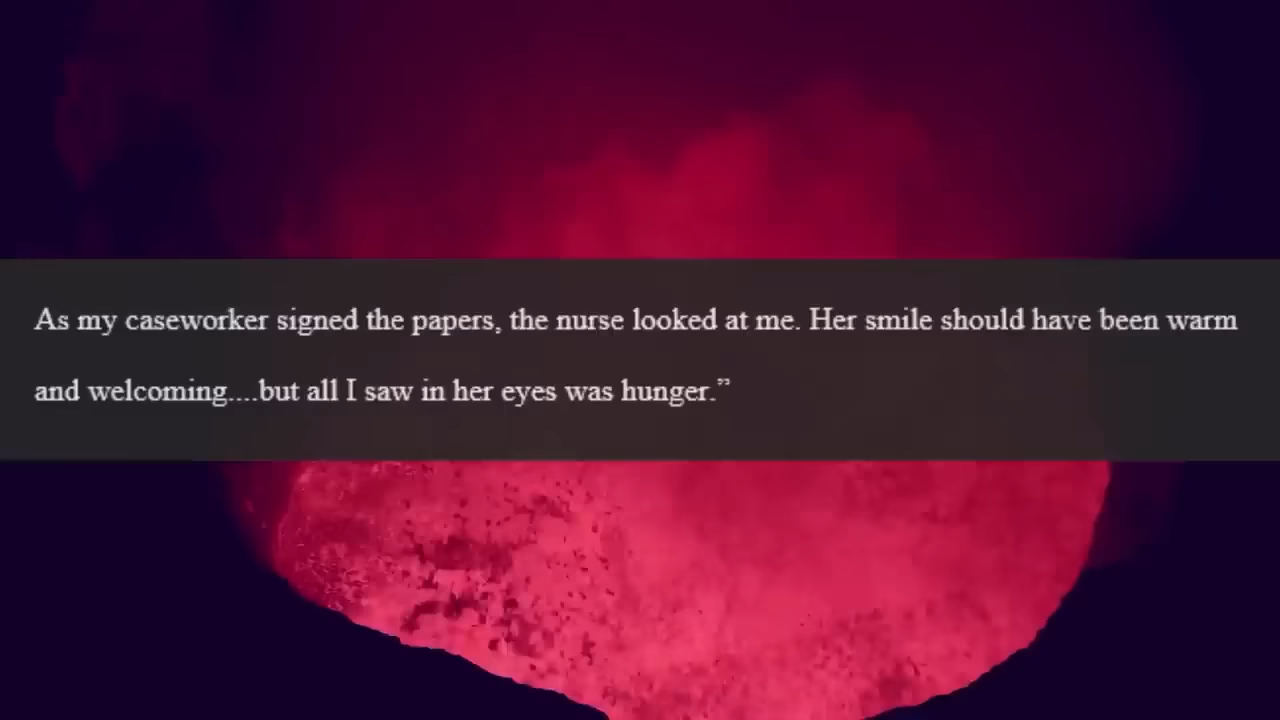 As my caseworker signed the papers, the nurse looked at me. Her smile should have been warm
and welcoming....but all I saw in her eyes was hunger.”